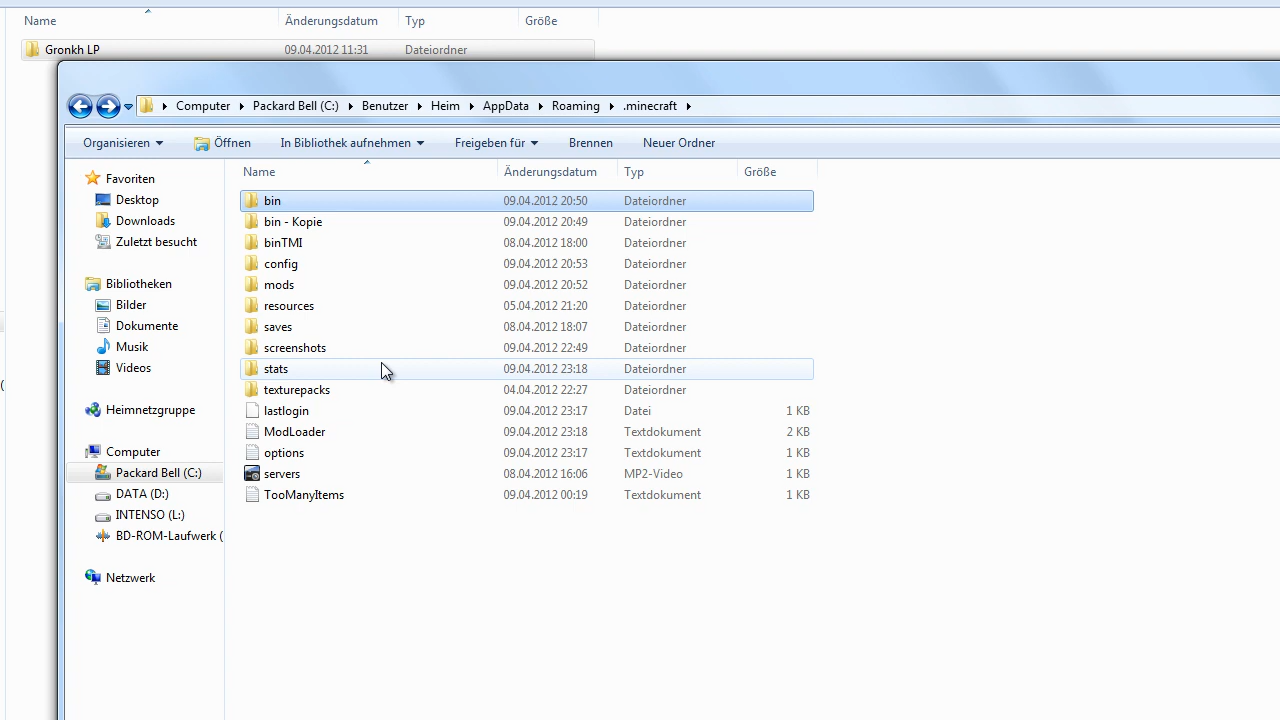 Name Änderungsdatum Typ Größe
Gronkh LP 09.04.2012 11:31 Dateiordner
Computer Packard Bell (C:) Benutzer Heim AppData Roaming .minecraft
Organisieren Öffnen In Bibliothek aufnehmen Freigeben für Brennen Neuer Ordner
Favoriten
Desktop
Downloads
Zuletzt besucht
Bibliotheken
Bilder
Dokumente
Musik
Videos
Heimnetzgruppe
Computer
Packard Bell (C:)
DATA (D:)
INTENSO (L:)
BD-ROM-Laufwerk (
Netzwerk
Name Änderungsdatum Typ Größe
bin 09.04.2012 20:50 Dateiordner
bin - Kopie 09.04.2012 20:49 Dateiordner
binTMI 08.04.2012 18:00 Dateiordner
config 09.04.2012 20:53 Dateiordner
mods 09.04.2012 20:52 Dateiordner
resources 05.04.2012 21:20 Dateiordner
saves 08.04.2012 18:07 Dateiordner
screenshots 09.04.2012 22:49 Dateiordner
stats 09.04.2012 23:18 Dateiordner
texturepacks 04.04.2012 22:27 Dateiordner
lastlogin 09.04.2012 23:17 Datei 1 KB
ModLoader 09.04.2012 23:18 Textdokument 2 KB
options 09.04.2012 23:17 Textdokument 1 KB
servers 08.04.2012 16:06 MP2-Video 1 KB
TooManyItems 09.04.2012 00:19 Textdokument 1 KB